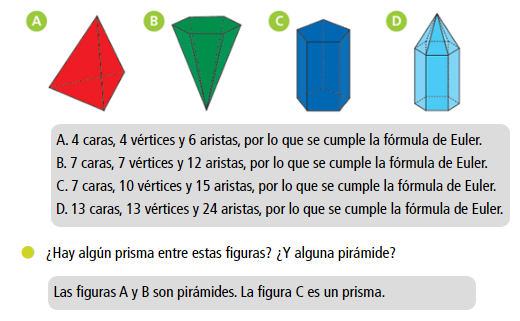 A B C D
A. 4 caras, 4 vértices y 6 aristas, por lo que se cumple la fórmula de Euler.
B. 7 caras, 7 vértices y 12 aristas, por lo que se cumple la fórmula de Euler.
C. 7 caras, 10 vértices y 15 aristas, por lo que se cumple la fórmula de Euler.
D. 13 caras, 13 vértices y 24 aristas, por lo que se cumple la fórmula de Euler.
¿Hay algún prisma entre estas figuras? ¿Y alguna pirámide?
Las figuras A y B son pirámides. La figura C es un prisma.